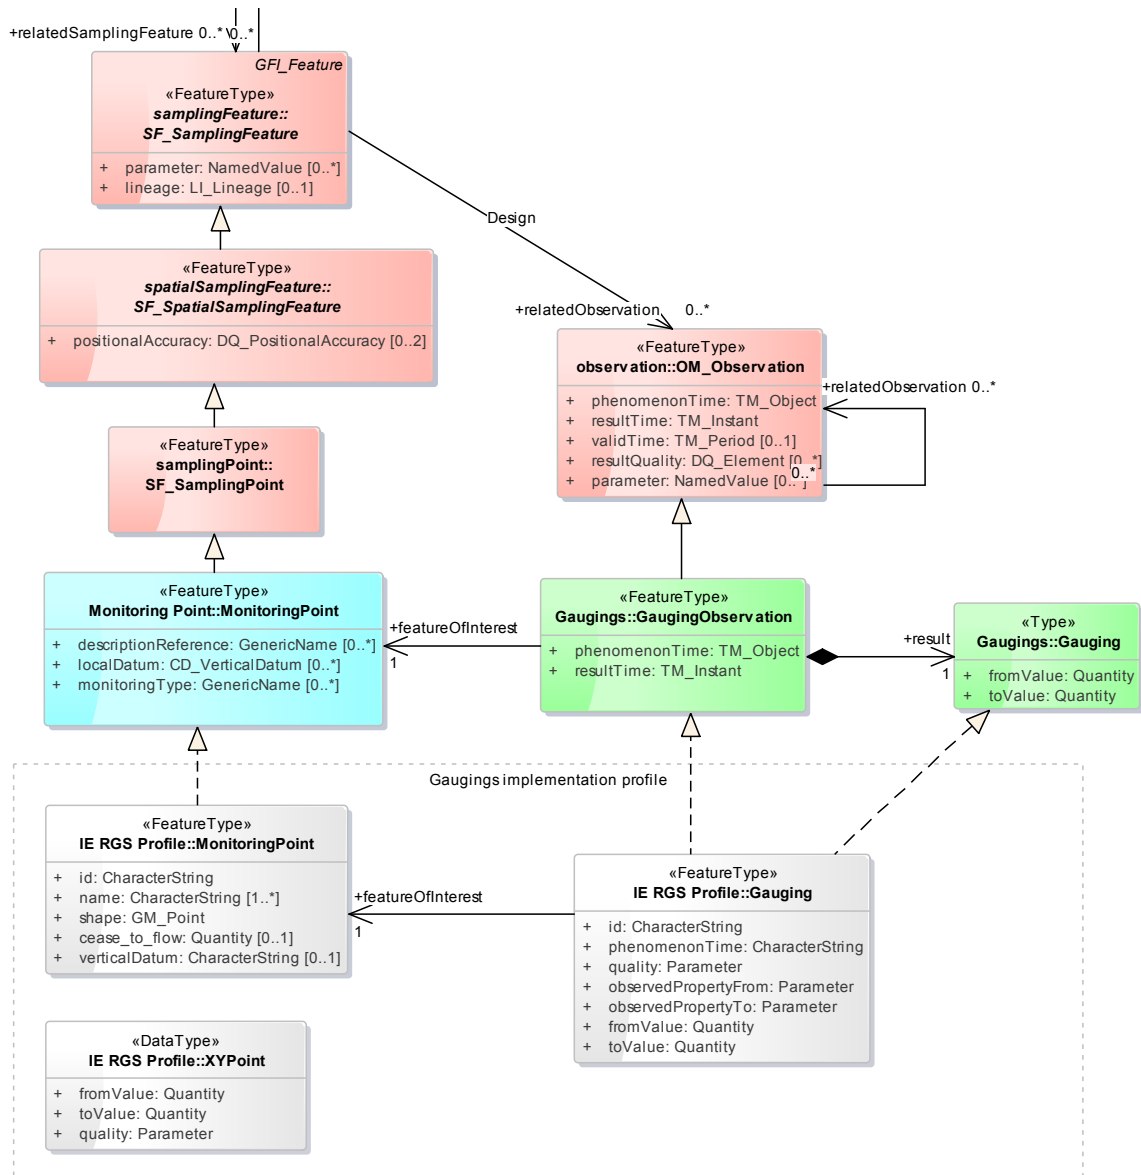 +relatedSamplingFeature 0..* 0..*
GFI_Feature
«FeatureType»
samplingFeature::
SF_SamplingFeature
+ parameter: NamedValue [0..*]
+ lineage: LI_Lineage [0..1]
Design
«FeatureType»
spatialSamplingFeature::
SF_SpatialSamplingFeature
+ positionalAccuracy: DQ_PositionalAccuracy [0..2]
+relatedObservation 0..*
«FeatureType»
observation::OM_Observation
+ phenomenonTime: TM_Object
+ resultTime: TM_Instant
+ validTime: TM_Period [0..1]
+ resultQuality: DQ_Element [0..*]
+ parameter: NamedValue [0..*]
+relatedObservation 0..*
0..*
«FeatureType»
samplingPoint::
SF_SamplingPoint
«FeatureType»
Monitoring Point::MonitoringPoint
+ descriptionReference: GenericName [0..*]
+ localDatum: CD_VerticalDatum [0..*]
+ monitoringType: GenericName [0..*]
+featureOfInterest
1
«FeatureType»
Gaugings::GaugingObservation
+ phenomenonTime: TM_Object
+ resultTime: TM_Instant
+result
1
«Type»
Gaugings::Gauging
+ fromValue: Quantity
+ toValue: Quantity
Gaugings implementation profile
«FeatureType»
IE RGS Profile::MonitoringPoint
+ id: CharacterString
+ name: CharacterString [1..*]
+ shape: GM_Point
+ cease_to_flow: Quantity [0..1]
+ verticalDatum: CharacterString [0..1]
+featureOfInterest
1
«FeatureType»
IE RGS Profile::Gauging
+ id: CharacterString
+ phenomenonTime: CharacterString
+ quality: Parameter
+ observedPropertyFrom: Parameter
+ observedPropertyTo: Parameter
+ fromValue: Quantity
+ toValue: Quantity
«DataType»
IE RGS Profile::XYPoint
+ fromValue: Quantity
+ toValue: Quantity
+ quality: Parameter